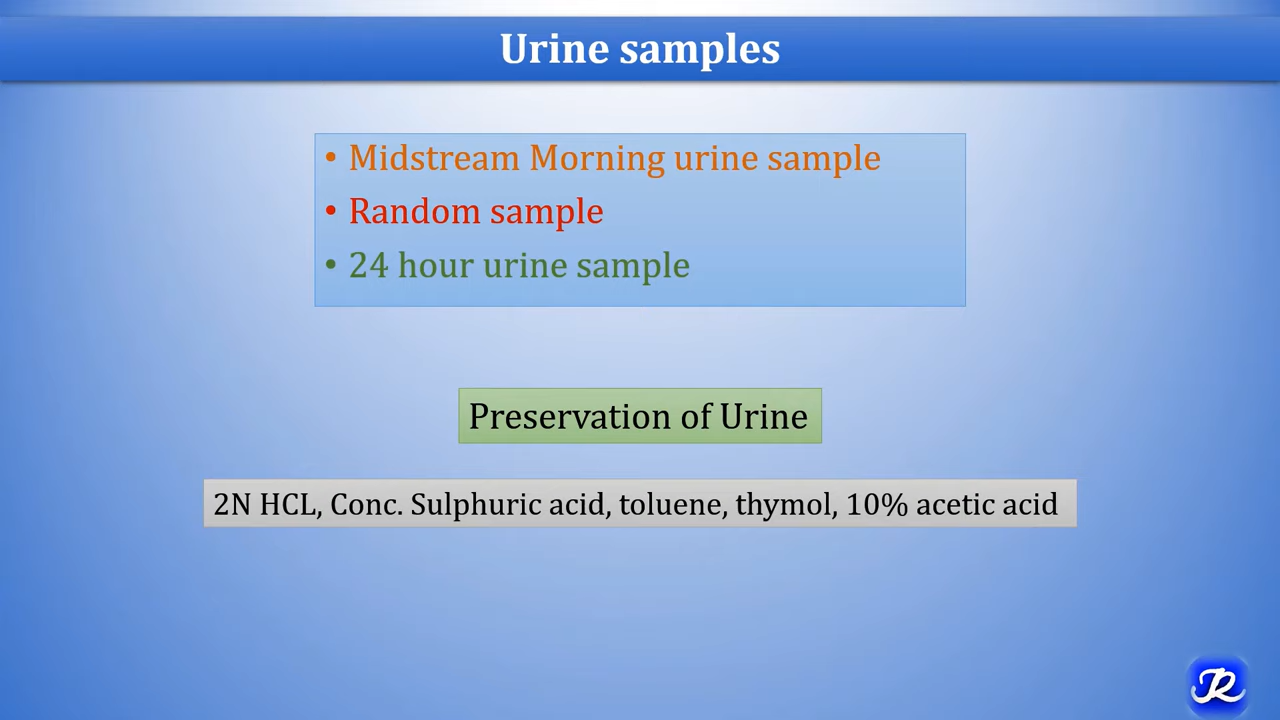 Urine samples
• Midstream Morning urine sample
• Random sample
• 24 hour urine sample
Preservation of Urine
2N HCL, Conc. Sulphuric acid, toluene, thymol, 10% acetic acid
JR